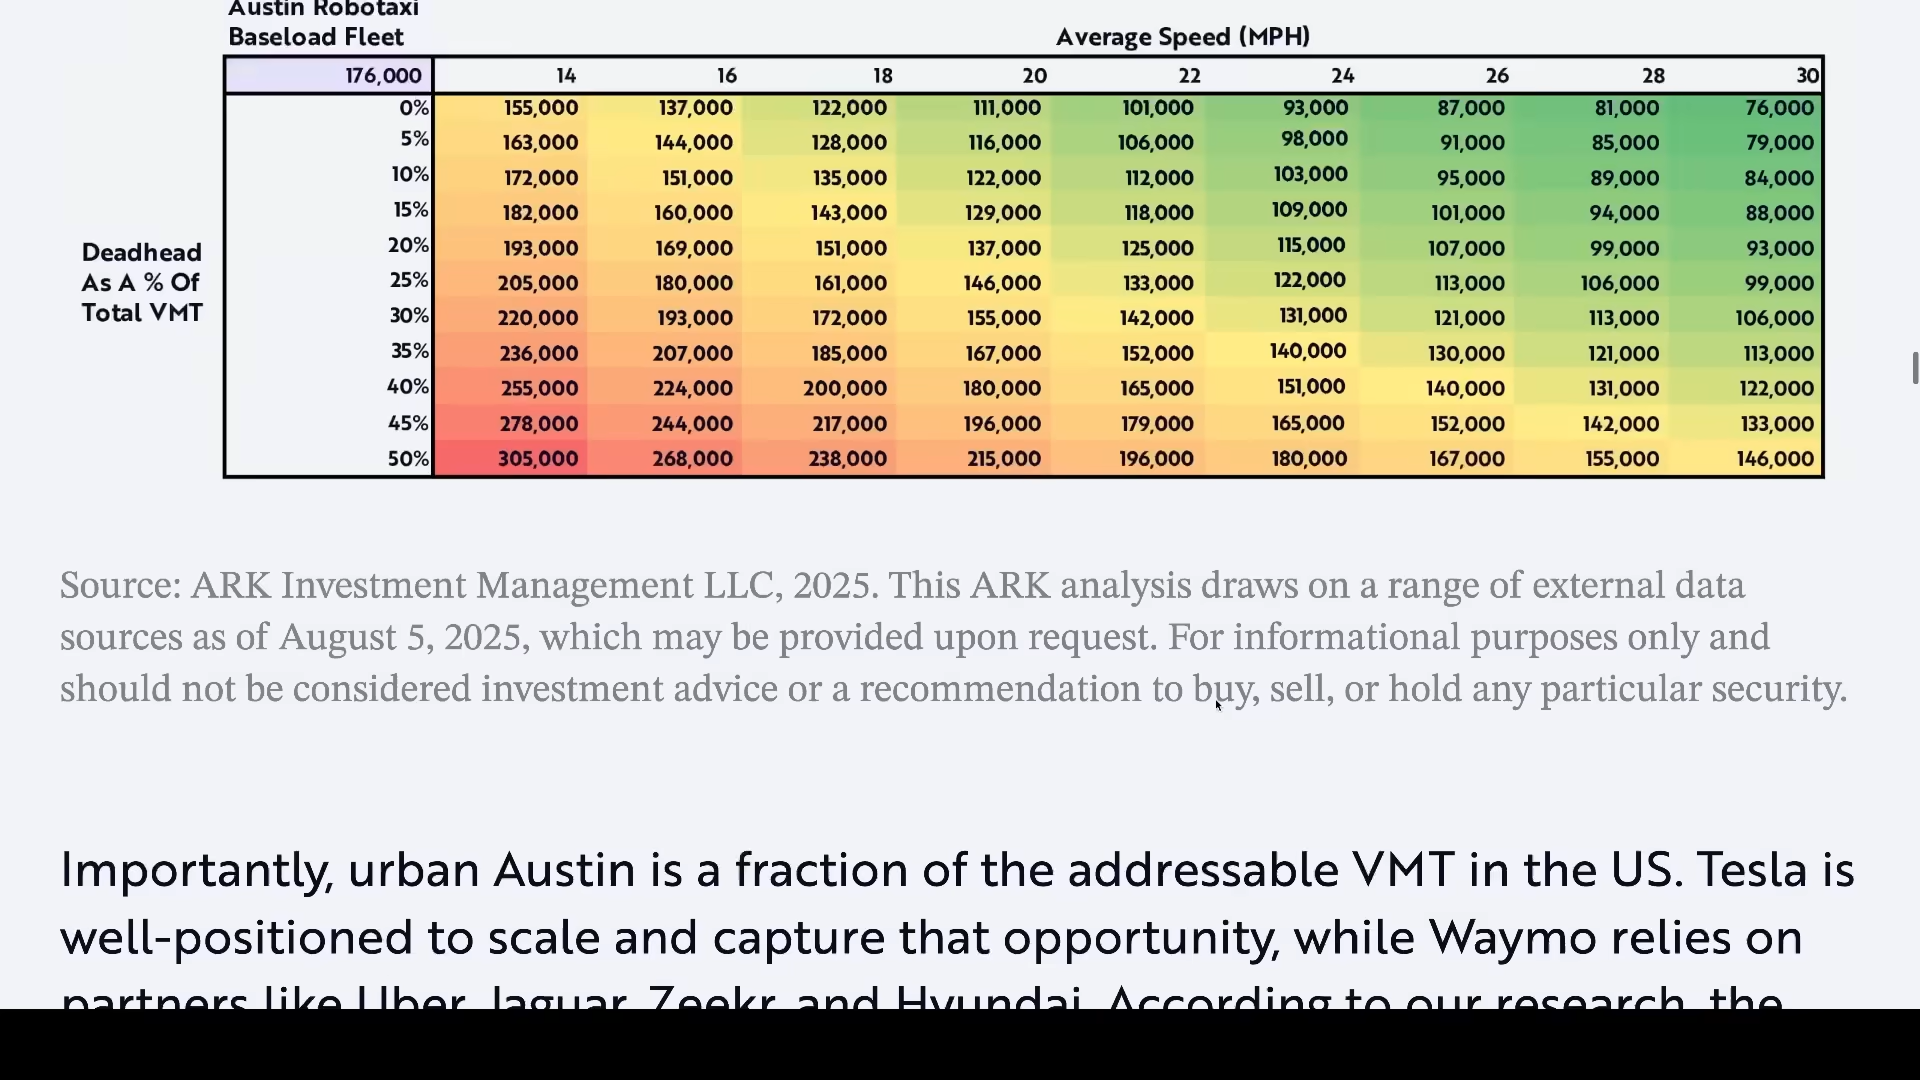 Austin Robotaxi
Baseload Fleet
Average Speed (MPH)
176,000 14 16 18 20 22 24 26 28 30
0% 155,000 137,000 122,000 111,000 101,000 93,000 87,000 81,000 76,000
5% 163,000 144,000 128,000 116,000 106,000 98,000 91,000 85,000 79,000
10% 172,000 151,000 135,000 122,000 112,000 103,000 95,000 89,000 84,000
15% 182,000 160,000 143,000 129,000 118,000 109,000 101,000 94,000 88,000
Deadhead
As A % Of
Total VMT
20% 193,000 169,000 151,000 137,000 125,000 115,000 107,000 99,000 93,000
25% 205,000 180,000 161,000 146,000 133,000 122,000 113,000 106,000 99,000
30% 220,000 193,000 172,000 155,000 142,000 131,000 121,000 113,000 106,000
35% 236,000 207,000 185,000 167,000 152,000 140,000 130,000 121,000 113,000
40% 255,000 224,000 200,000 180,000 165,000 151,000 140,000 131,000 122,000
45% 278,000 244,000 217,000 196,000 179,000 165,000 152,000 142,000 133,000
50% 305,000 268,000 238,000 215,000 196,000 180,000 167,000 155,000 146,000
Source: ARK Investment Management LLC, 2025. This ARK analysis draws on a range of external data
sources as of August 5, 2025, which may be provided upon request. For informational purposes only and
should not be considered investment advice or a recommendation to buy, sell, or hold any particular security.
Importantly, urban Austin is a fraction of the addressable VMT in the US. Tesla is
well-positioned to scale and capture that opportunity, while Waymo relies on
partners like Uber, Jaguar, Zeekr, and Hyundai. According to our research, the